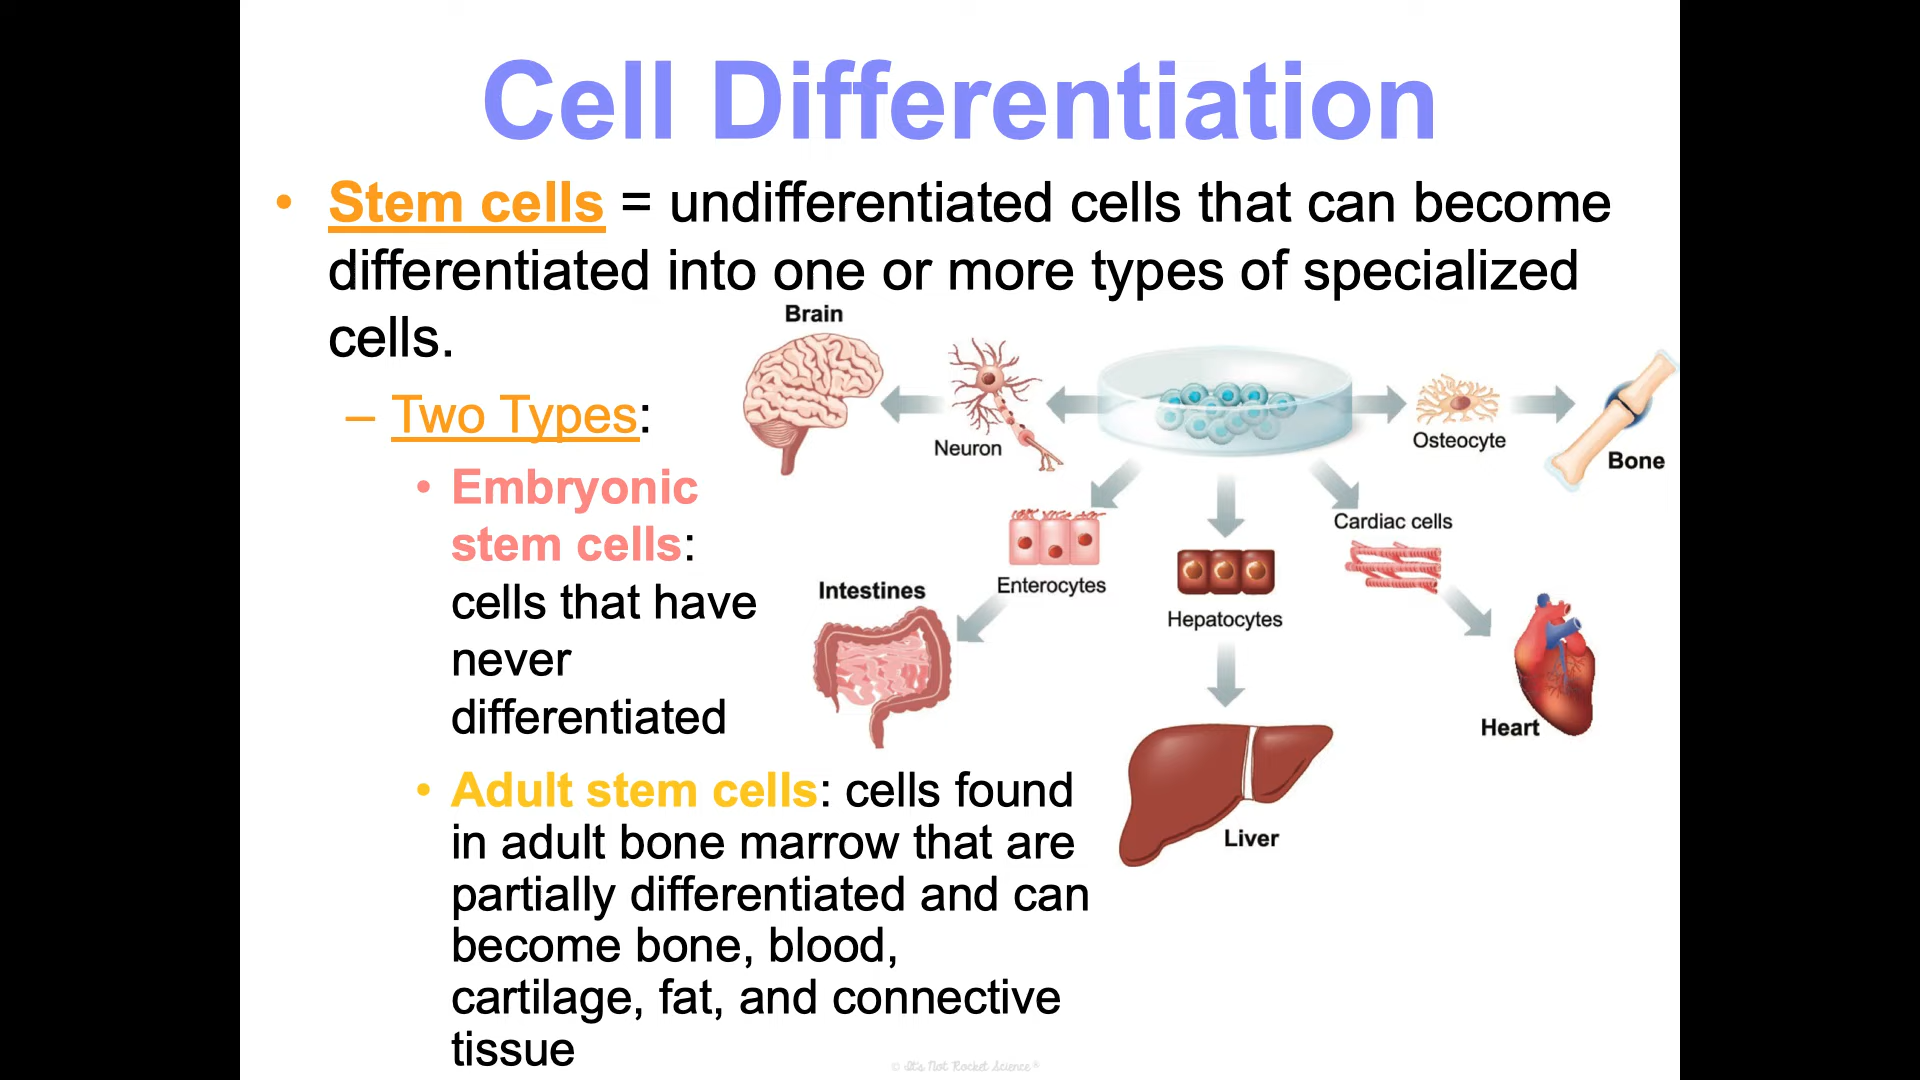 Cell Differentiation
• Stem cells = undifferentiated cells that can become
differentiated into one or more types of specialized
cells.
– Two Types:
• Embryonic
stem cells:
cells that have
never
differentiated
• Adult stem cells: cells found
in adult bone marrow that are
partially differentiated and can
become bone, blood,
cartilage, fat, and connective
tissue
Brain
Neuron
Osteocyte
Bone
Enterocytes
Intestines
Hepatocytes
Liver
Cardiac cells
Heart
© It's Not Rocket Science®